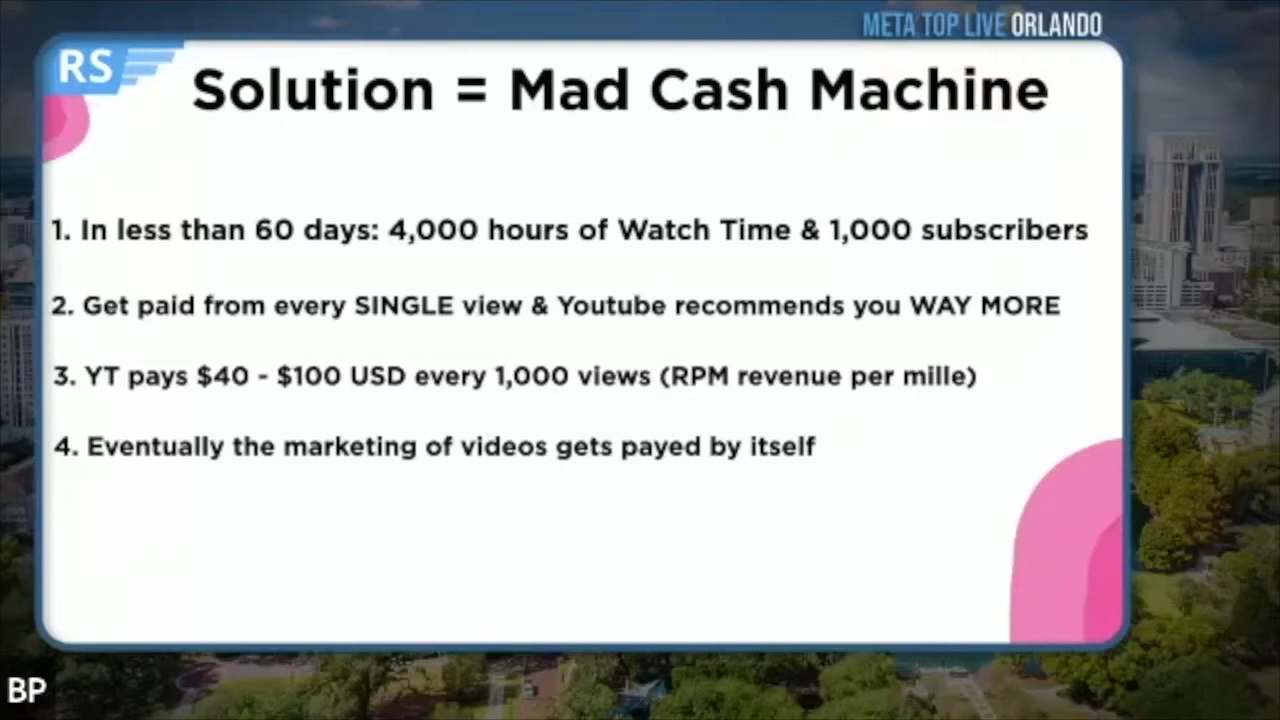 META TOP LIVE ORLANDO
RS
Solution = Mad Cash Machine
1. In less than 60 days: 4,000 hours of Watch Time & 1,000 subscribers
2. Get paid from every SINGLE view & Youtube recommends you WAY MORE
3. YT pays $40 - $100 USD every 1,000 views (RPM revenue per mille)
4. Eventually the marketing of videos gets payed by itself
BP